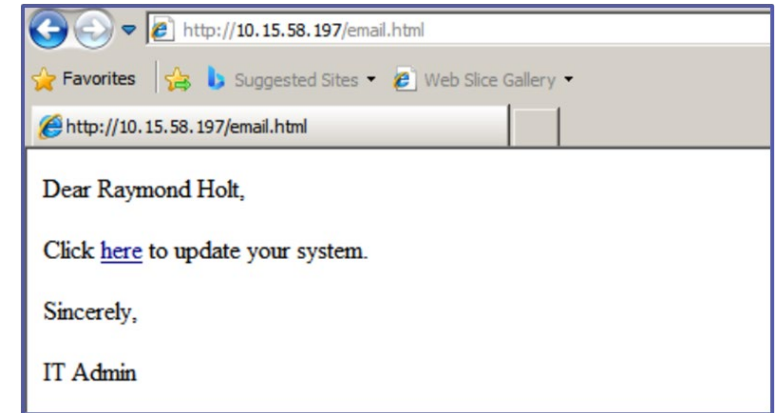 http://10.15.58.197/email.html
Favorites Suggested Sites Web Slice Gallery
http://10.15.58.197/email.html
Dear Raymond Holt,
Click here to update your system.
Sincerely,
IT Admin